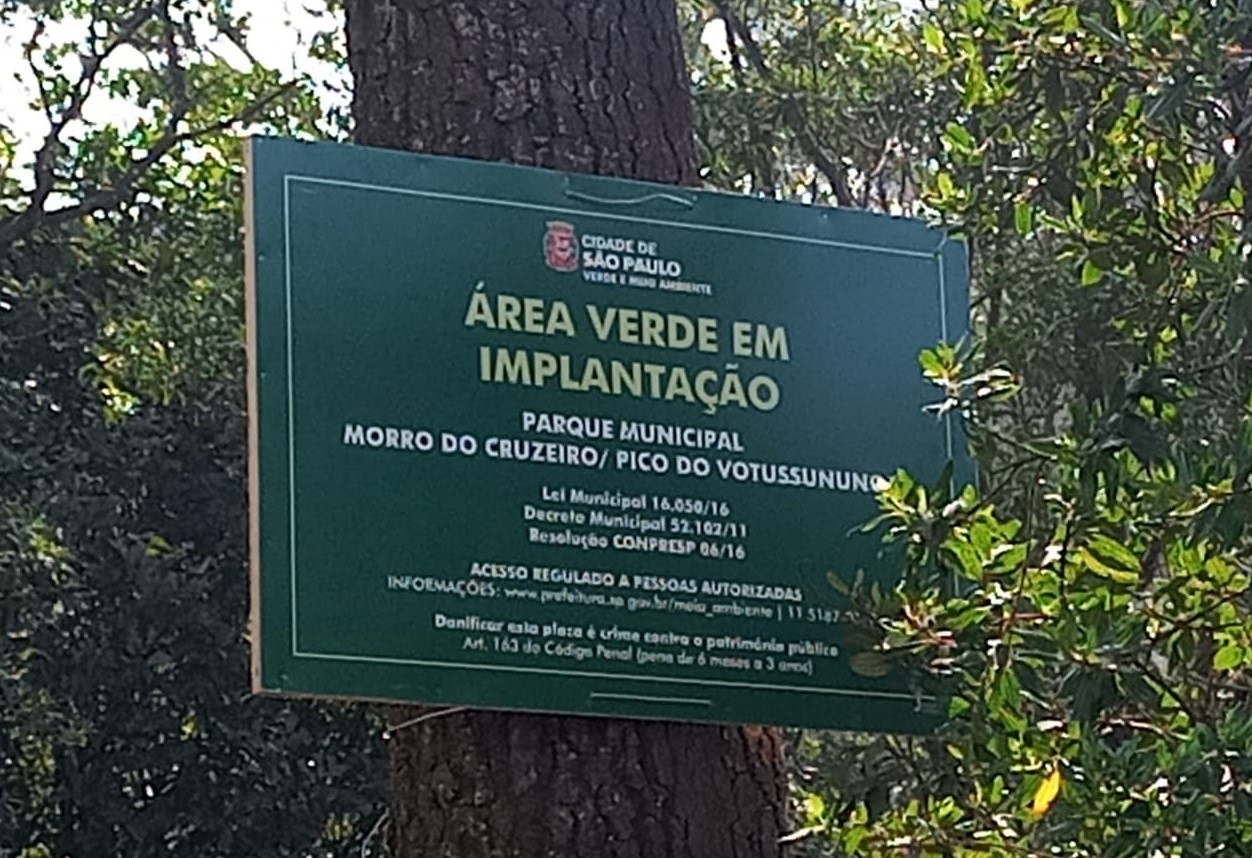 CIDADE DE
SÃO PAULO
VERDE E MEIO AMBIENTE
ÁREA VERDE EM
IMPLANTAÇÃO
PARQUE MUNICIPAL
MORRO DO CRUZEIRO/ PICO DO VOTUSSUNUNG
Lei Municipal 16.050/16
Decreto Municipal 52.102/11
Resolução CONPRESP 06/16
ACESSO REGULADO A PESSOAS AUTORIZADAS
INFORMAÇÕES: www.prefeitura.sp.gov.br/meio_ambiente | 11 5187
Danificar esta placa é crime contra o patrimônio público
Art. 163 do Código Penal (pena de 6 meses a 3 anos)